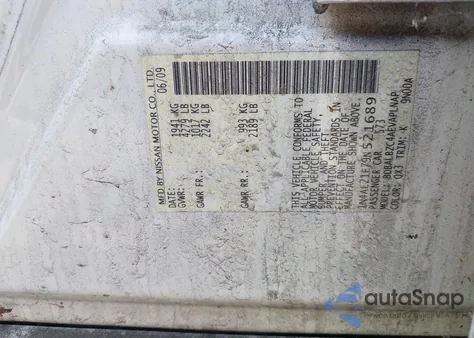 MFD BY NISSAN MOTOR CO., LTD.
DATE: 06/09
GVWR: 1941 KG
4279 LB
GAWR FR: 1017 KG
2242 LB
GAWR RR: 993 KG
2189 LB
THIS VEHICLE CONFORMS TO
ALL APPLICABLE FEDERAL
MOTOR VEHICLE SAFETY,
BUMPER, AND THEFT
PREVENTION STANDARDS IN
EFFECT ON THE DATE OF
MANUFACTURE SHOWN ABOVE.
521689
PASSENGER CAR
COLOR: QX3 TRIM: K
9N00A
autoSnap